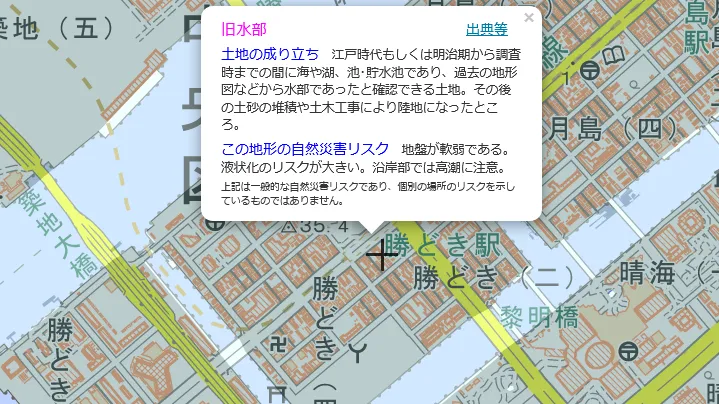 築地（五）
旧水部
出典等
×
土地の成り立ち　江戸時代もしくは明治期から調査
時までの間に海や湖、池･貯水池であり、過去の地形
図などから水部であったと確認できる土地。その後
の土砂の堆積や土木工事により陸地になったとこ
ろ。
この地形の自然災害リスク　地盤が軟弱である。
液状化のリスクが大きい。沿岸部では高潮に注意。
上記は一般的な自然災害リスクであり、個別の場所のリスクを示し
ているものではありません。
月島駅
1
月島（四）
中央区
築地大橋
35.4
勝どき駅
勝どき（二）
晴海（
黎明橋
勝どき
勝どき（四